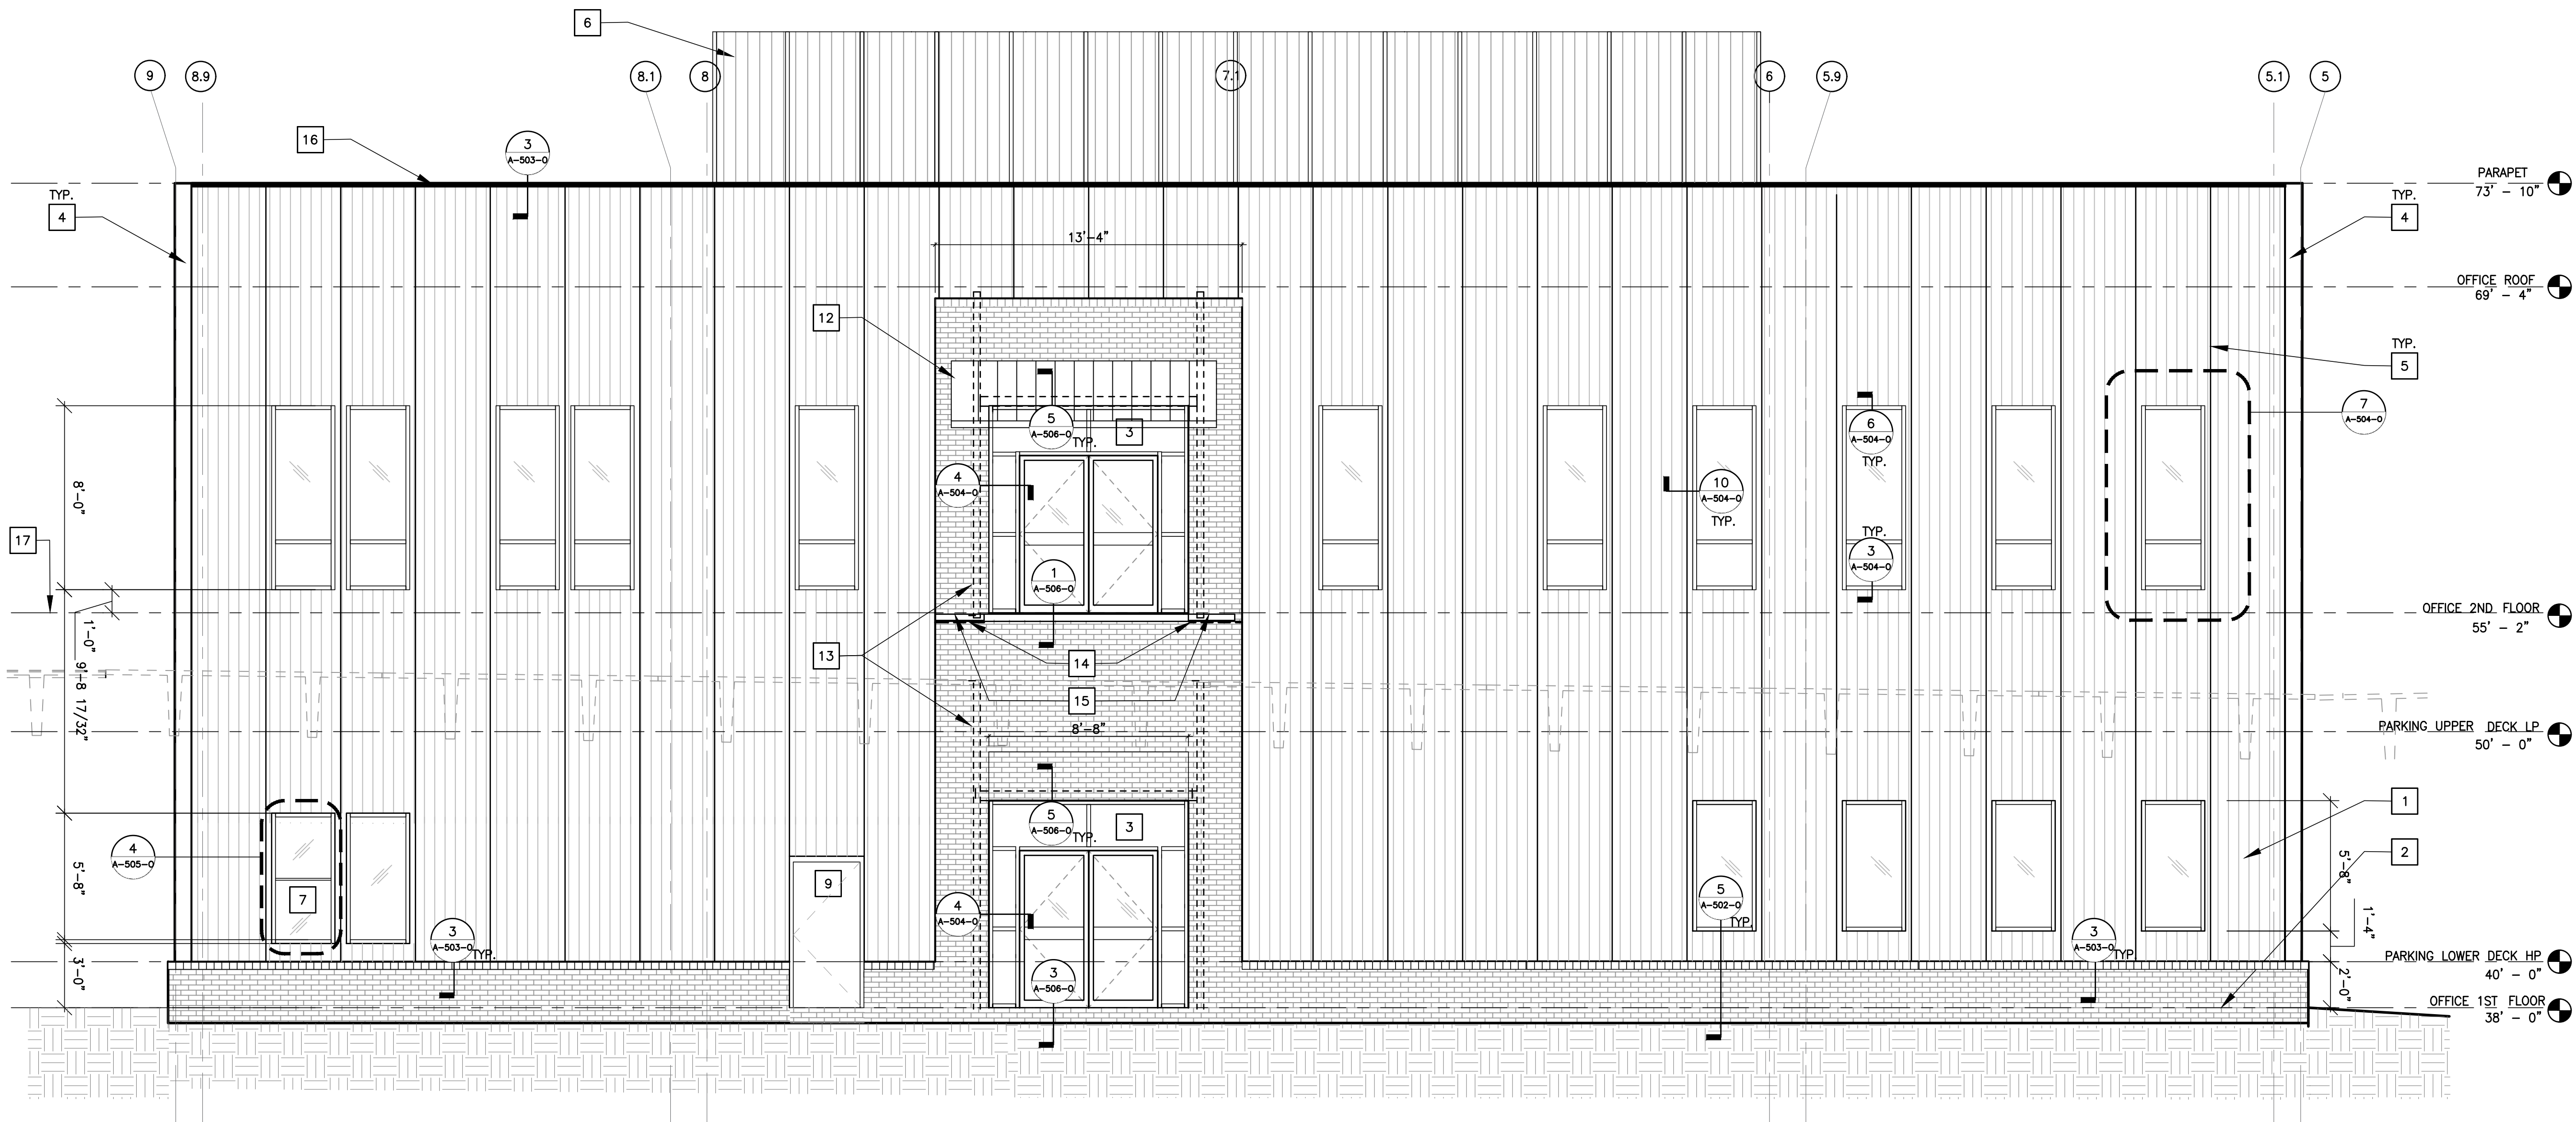 6
9
8.9
8.1
8
7.1
6
5.9
5.1
5
16
3
A-503-0
TYP.
4
PARAPET
73' - 10"
TYP.
4
13'-4"
OFFICE ROOF
69' - 4"
12
TYP.
5
5
A-506-0
TYP.
3
6
A-504-0
TYP.
7
A-504-0
4
A-504-0
10
A-504-0
TYP.
8'-0"
17
TYP.
3
A-504-0
1
A-506-0
OFFICE 2ND FLOOR
55' - 2"
1'-0"
13
14
9'-8 17/32"
15
8'-8"
PARKING UPPER DECK LP
50' - 0"
5
A-506-0
TYP.
3
1
4
A-505-0
5'-8"
7
9
5
A-502-0
TYP.
5'-8"
2
4
A-504-0
1'-4"
3
A-503-0
TYP.
3
A-503-0
TYP.
3'-0"
3
A-506-0
2'-0"
PARKING LOWER DECK HP
40' - 0"
OFFICE 1ST FLOOR
38' - 0"